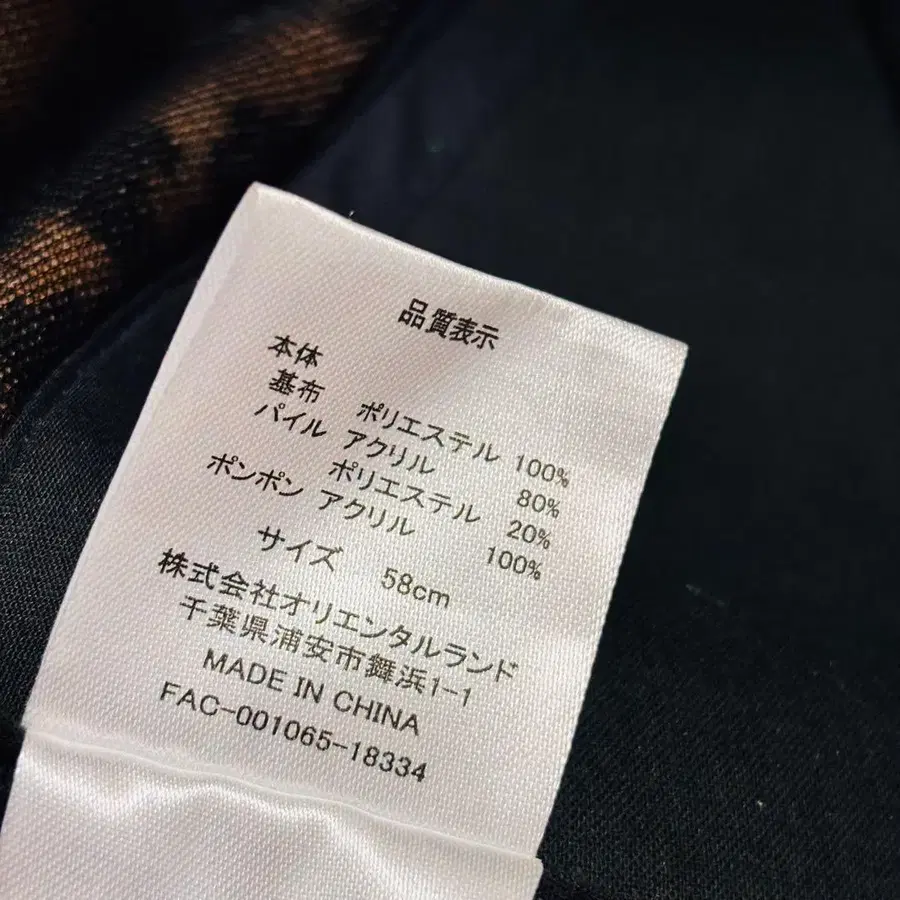 品質表示
本体
基布 ポリエステル 100%
パイル アクリル 80%
ポリエステル 20%
ポンポン アクリル 100%
サイズ 58cm
株式会社オリエンタルランド
千葉県浦安市舞浜1-1
MADE IN CHINA
FAC-001065-18334